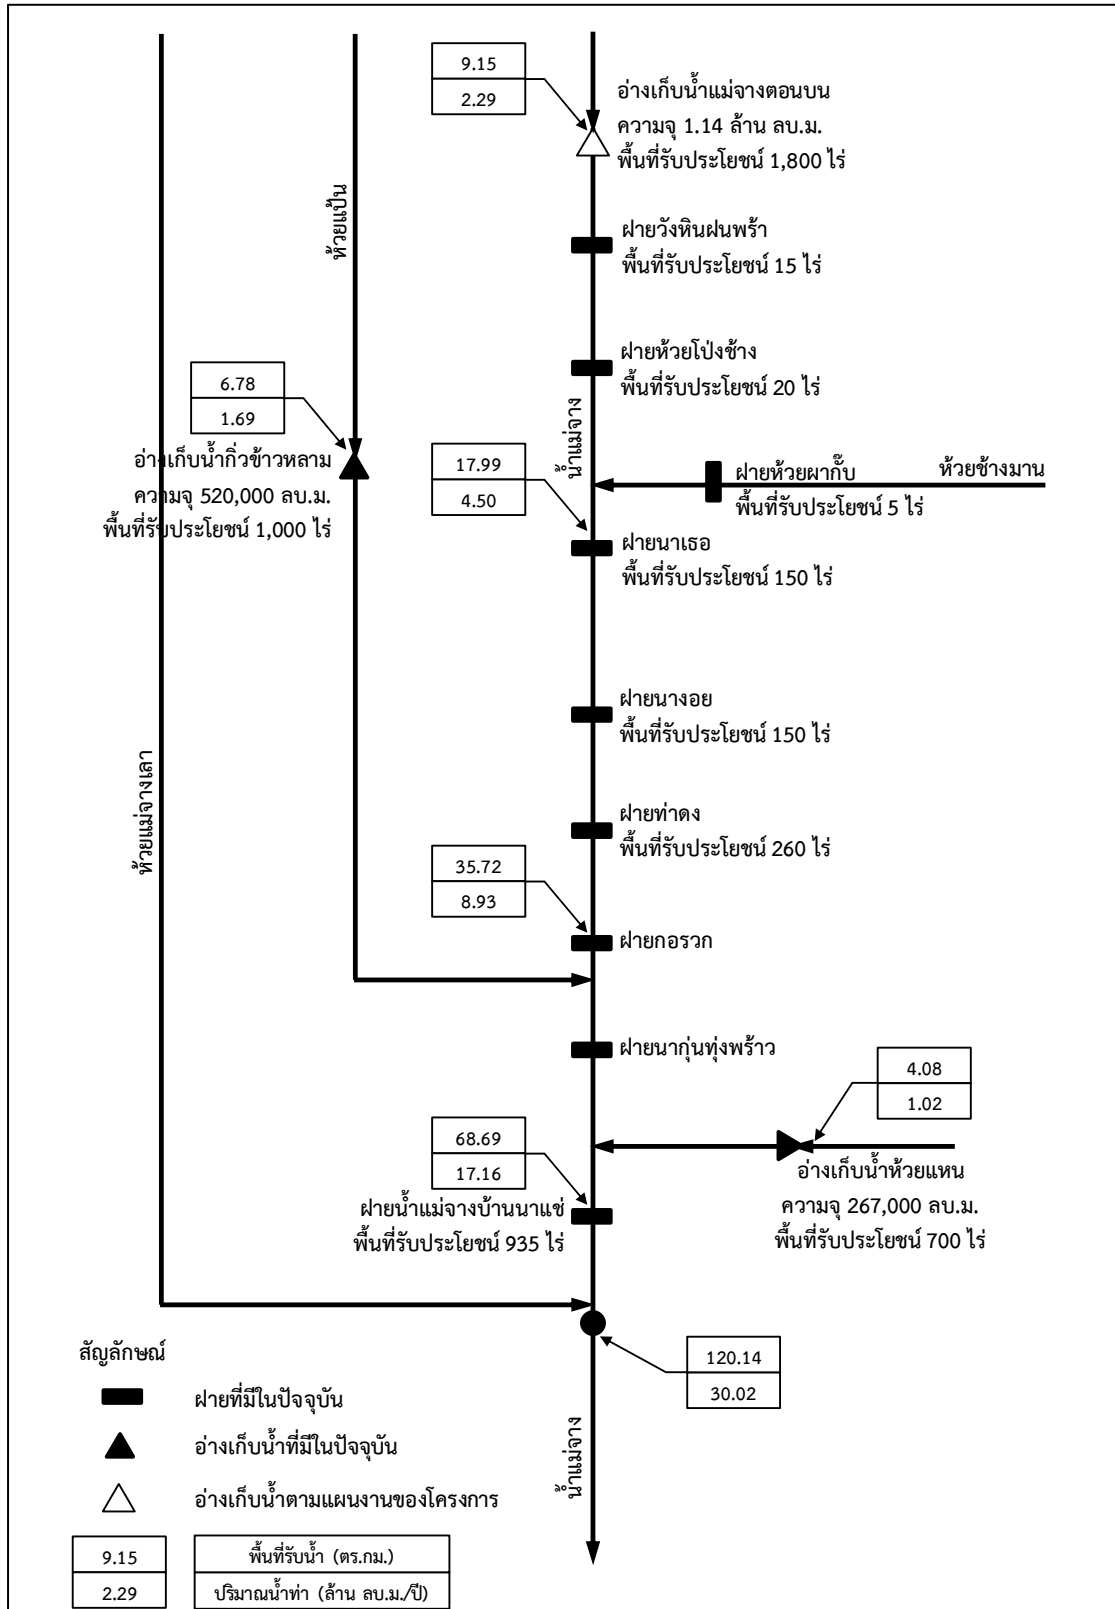 9.15
2.29
อ่างเก็บน้ำแม่จางตอนบน
ความจุ 1.14 ล้าน ลบ.ม.
พื้นที่รับประโยชน์ 1,800 ไร่
ห้วยแป้น
ฝายวังหินฝนพร้า
พื้นที่รับประโยชน์ 15 ไร่
ฝายห้วยโป่งช้าง
พื้นที่รับประโยชน์ 20 ไร่
6.78
1.69
อ่างเก็บน้ำกิ่วข้าวหลาม
ความจุ 520,000 ลบ.ม.
พื้นที่รับประโยชน์ 1,000 ไร่
น้ำแม่จาง
17.99
4.50
ฝายห้วยผากั๊บ
พื้นที่รับประโยชน์ 5 ไร่
ห้วยช้างมาน
ฝายนาเธอ
พื้นที่รับประโยชน์ 150 ไร่
ฝายนางอย
พื้นที่รับประโยชน์ 150 ไร่
ห้วยแม่จางเลา
ฝายท่าดง
พื้นที่รับประโยชน์ 260 ไร่
35.72
8.93
ฝายกอรวก
ฝายนากุ่นทุ่งพร้าว
4.08
1.02
อ่างเก็บน้ำห้วยแหน
ความจุ 267,000 ลบ.ม.
พื้นที่รับประโยชน์ 700 ไร่
68.69
17.16
ฝายน้ำแม่จางบ้านนาแช่
พื้นที่รับประโยชน์ 935 ไร่
120.14
30.02
น้ำแม่จาง
สัญลักษณ์
ฝายที่มีในปัจจุบัน
อ่างเก็บน้ำที่มีในปัจจุบัน
อ่างเก็บน้ำตามแผนงานของโครงการ
9.15 พื้นที่รับน้ำ (ตร.กม.)
2.29 ปริมาณน้ำท่า (ล้าน ลบ.ม./ปี)